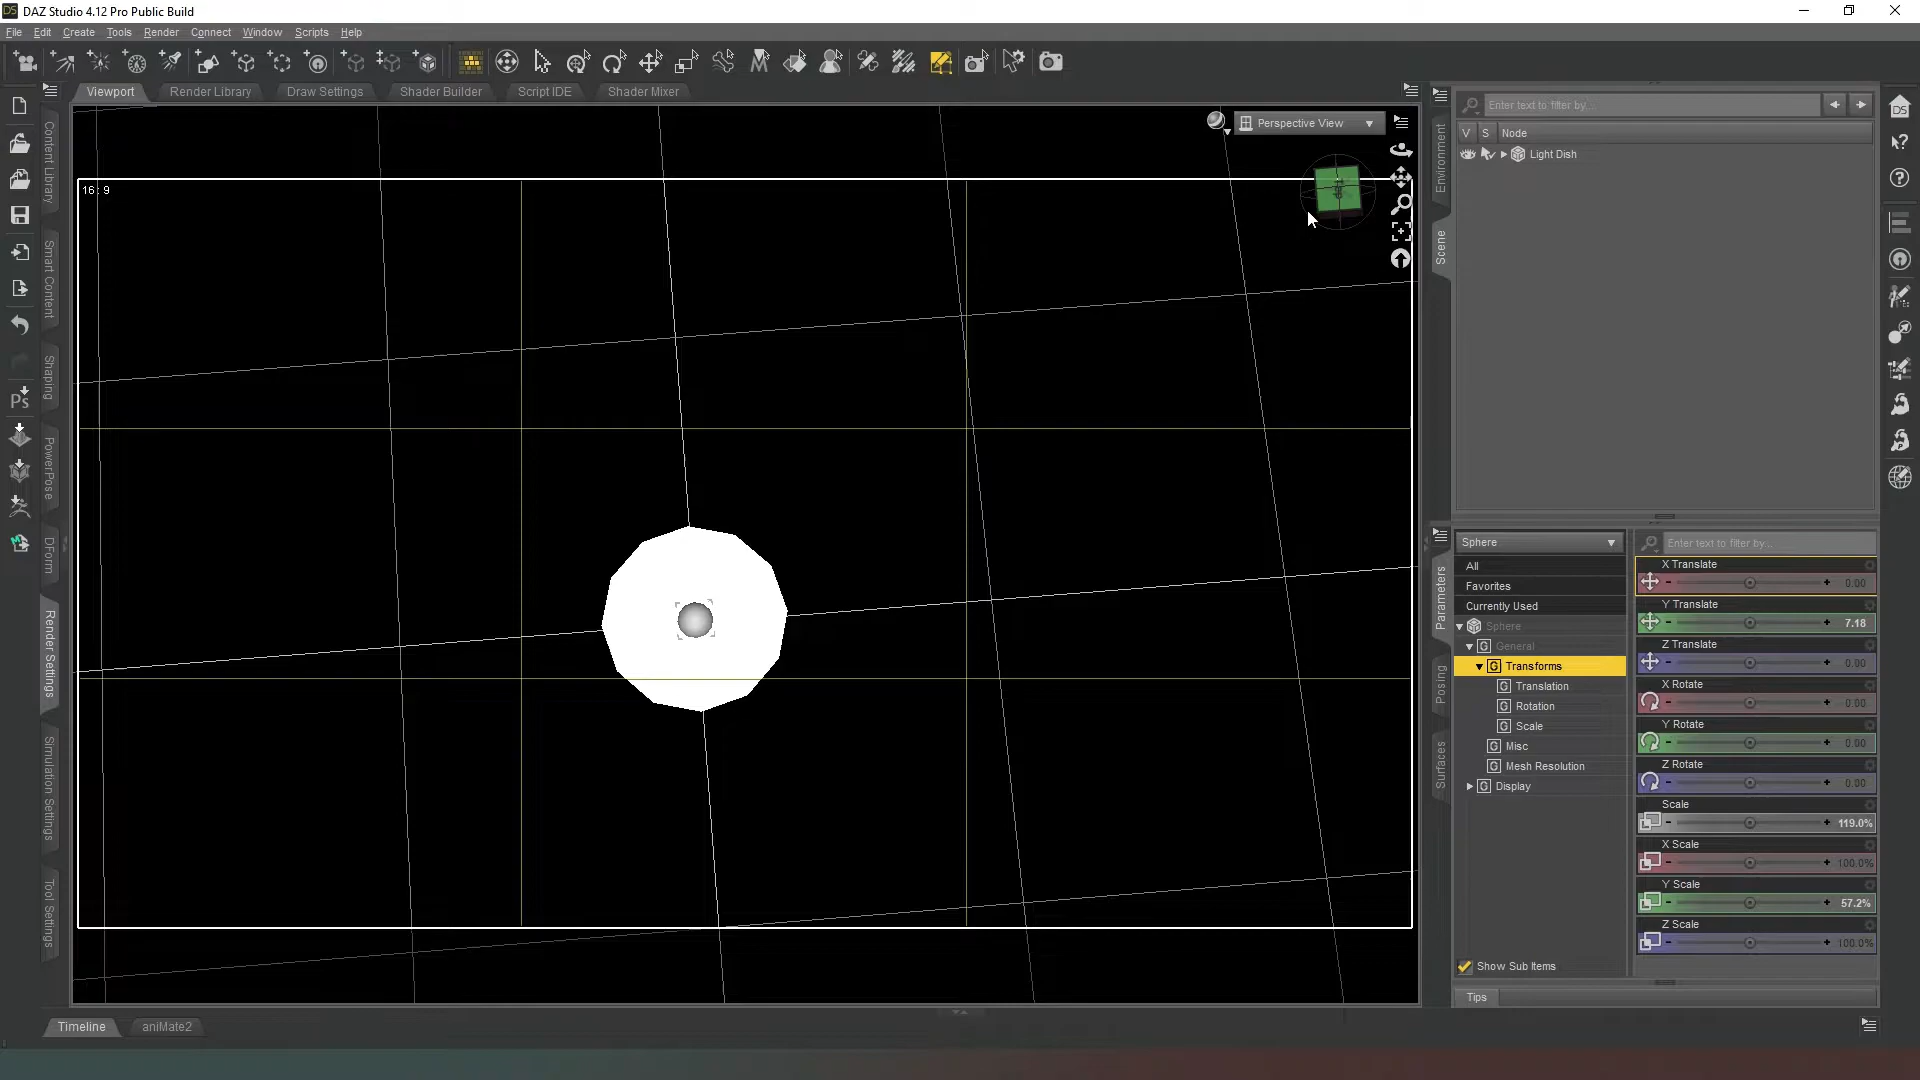 DAZ Studio 4.12 Pro Public Build
File Edit Create Tools Render Connect Window Scripts Help
Viewport Render Library Draw Settings Shader Builder Script IDE Shader Mixer
Content Library
Smart Content
Shaping
PowerPose
DForm
Render Settings
Simulation Settings
Tool Settings
16 : 9
Perspective View
Environment
Scene
Enter text to filter by...
V S Node
Light Dish
Parameters
Posing
Surfaces
Sphere
All
Favorites
Currently Used
Sphere
General
Transforms
Translation
Rotation
Scale
Misc
Mesh Resolution
Display
Show Sub Items
Enter text to filter by...
X Translate
0.00
Y Translate
7.18
Z Translate
0.00
X Rotate
0.00
Y Rotate
0.00
Z Rotate
0.00
Scale
119.0%
X Scale
100.0%
Y Scale
57.2%
Z Scale
100.0%
Tips
Timeline aniMate2